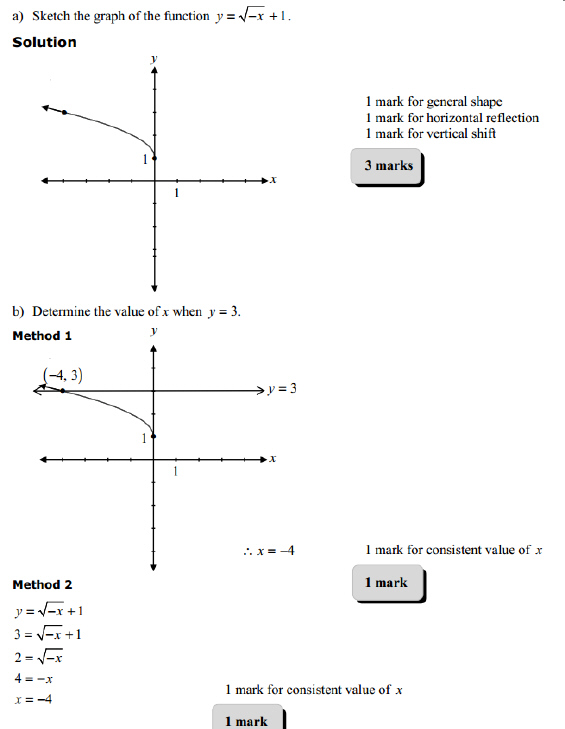 a) Sketch the graph of the function y = √−x + 1.
Solution
y
1 mark for general shape
1 mark for horizontal reflection
1 mark for vertical shift
3 marks
1
x
1
b) Determine the value of x when y = 3.
Method 1
y
(−4, 3)
y = 3
1
x
1
∴ x = −4
1 mark for consistent value of x
1 mark
Method 2
y = √−x + 1
3 = √−x + 1
2 = √−x
4 = −x
x = −4
1 mark for consistent value of x
1 mark